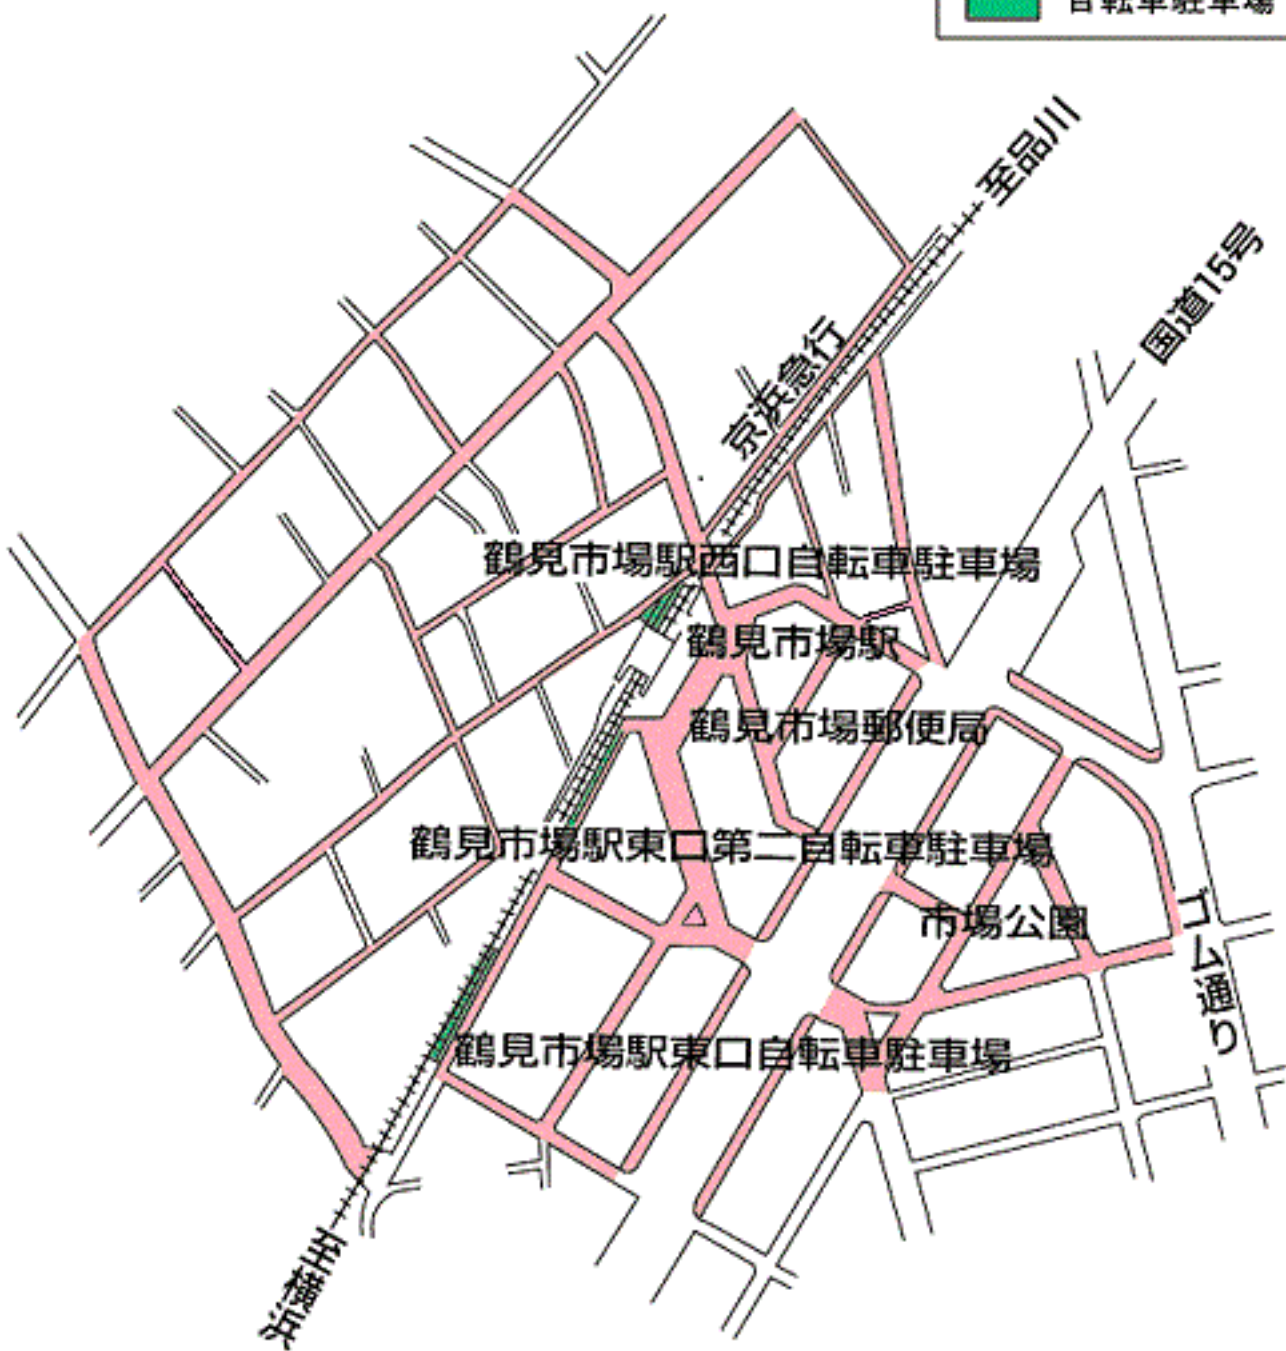 自転車駐車場
至品川
国道15号
京浜急行
鶴見市場駅西口自転車駐車場
鶴見市場駅
鶴見市場郵便局
鶴見市場駅東口第二自転車駐車場
市場公園
ゴム通り
鶴見市場駅東口自転車駐車場
至横浜